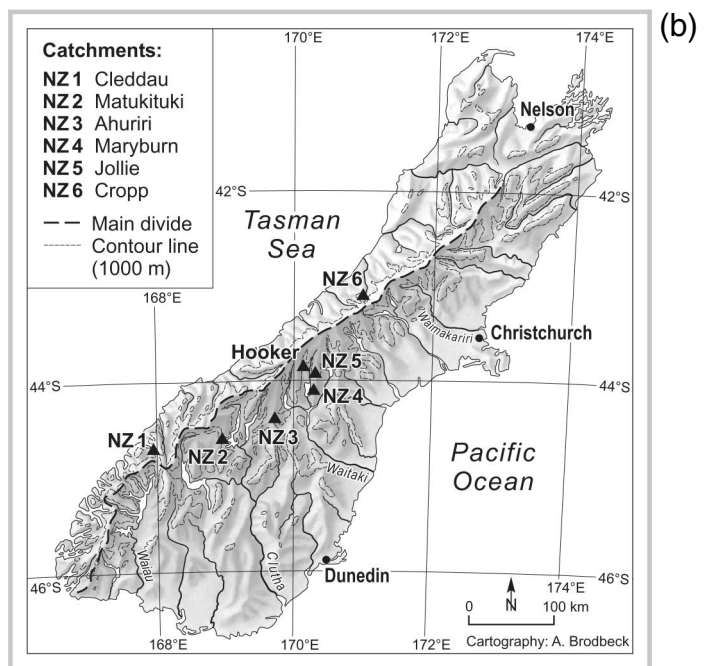 (b)
170°E
172°E
174°E
Catchments:
NZ 1 Cleddau
NZ 2 Matukituki
NZ 3 Ahuriri
NZ 4 Maryburn
NZ 5 Jollie
NZ 6 Cropp
Main divide
Contour line
(1000 m)
Nelson
42°S
42°S
Tasman
Sea
168°E
NZ 6
Waimakariri
Christchurch
Hooker
NZ 5
44°S
44°S
NZ 4
NZ 3
NZ 1
NZ 2
Pacific
Ocean
Waitaki
Waiau
Clutha
Dunedin
46°S
46°S
174°E
N
0 100 km
168°E
170°E
172°E
Cartography: A. Brodbeck